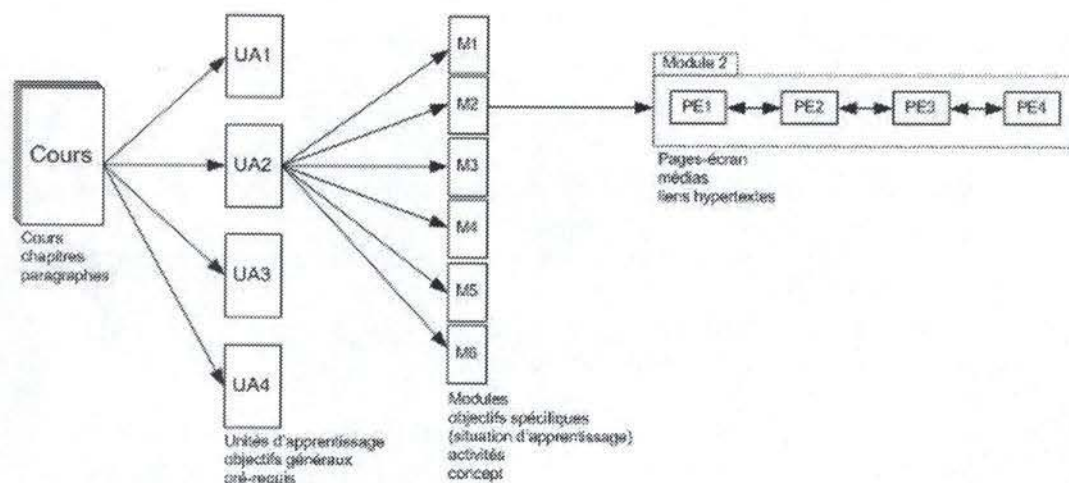 Cours
Cours
chapitres
paragraphes
UA1
UA2
UA3
UA4
Unités d'apprentissage
objectifs généraux
pré-requis
M1
M2
M3
M4
M5
M6
Modules
objectifs spécifiques
(situation d'apprentissage)
activités
concept
Module 2
PE1
PE2
PE3
PE4
Pages-écran
médias
liens hypertextes